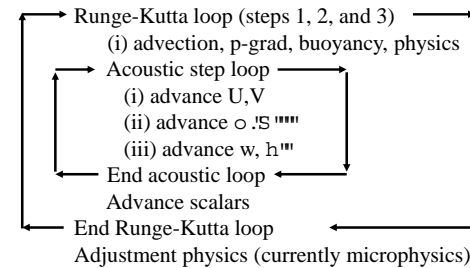 Runge-Kutta loop (steps 1, 2, and 3)
(i) advection, p-grad, buoyancy, physics
Acoustic step loop
(i) advance U,V
(ii) advance
(iii) advance w,
End acoustic loop
Advance scalars
End Runge-Kutta loop
Adjustment physics (currently microphysics)